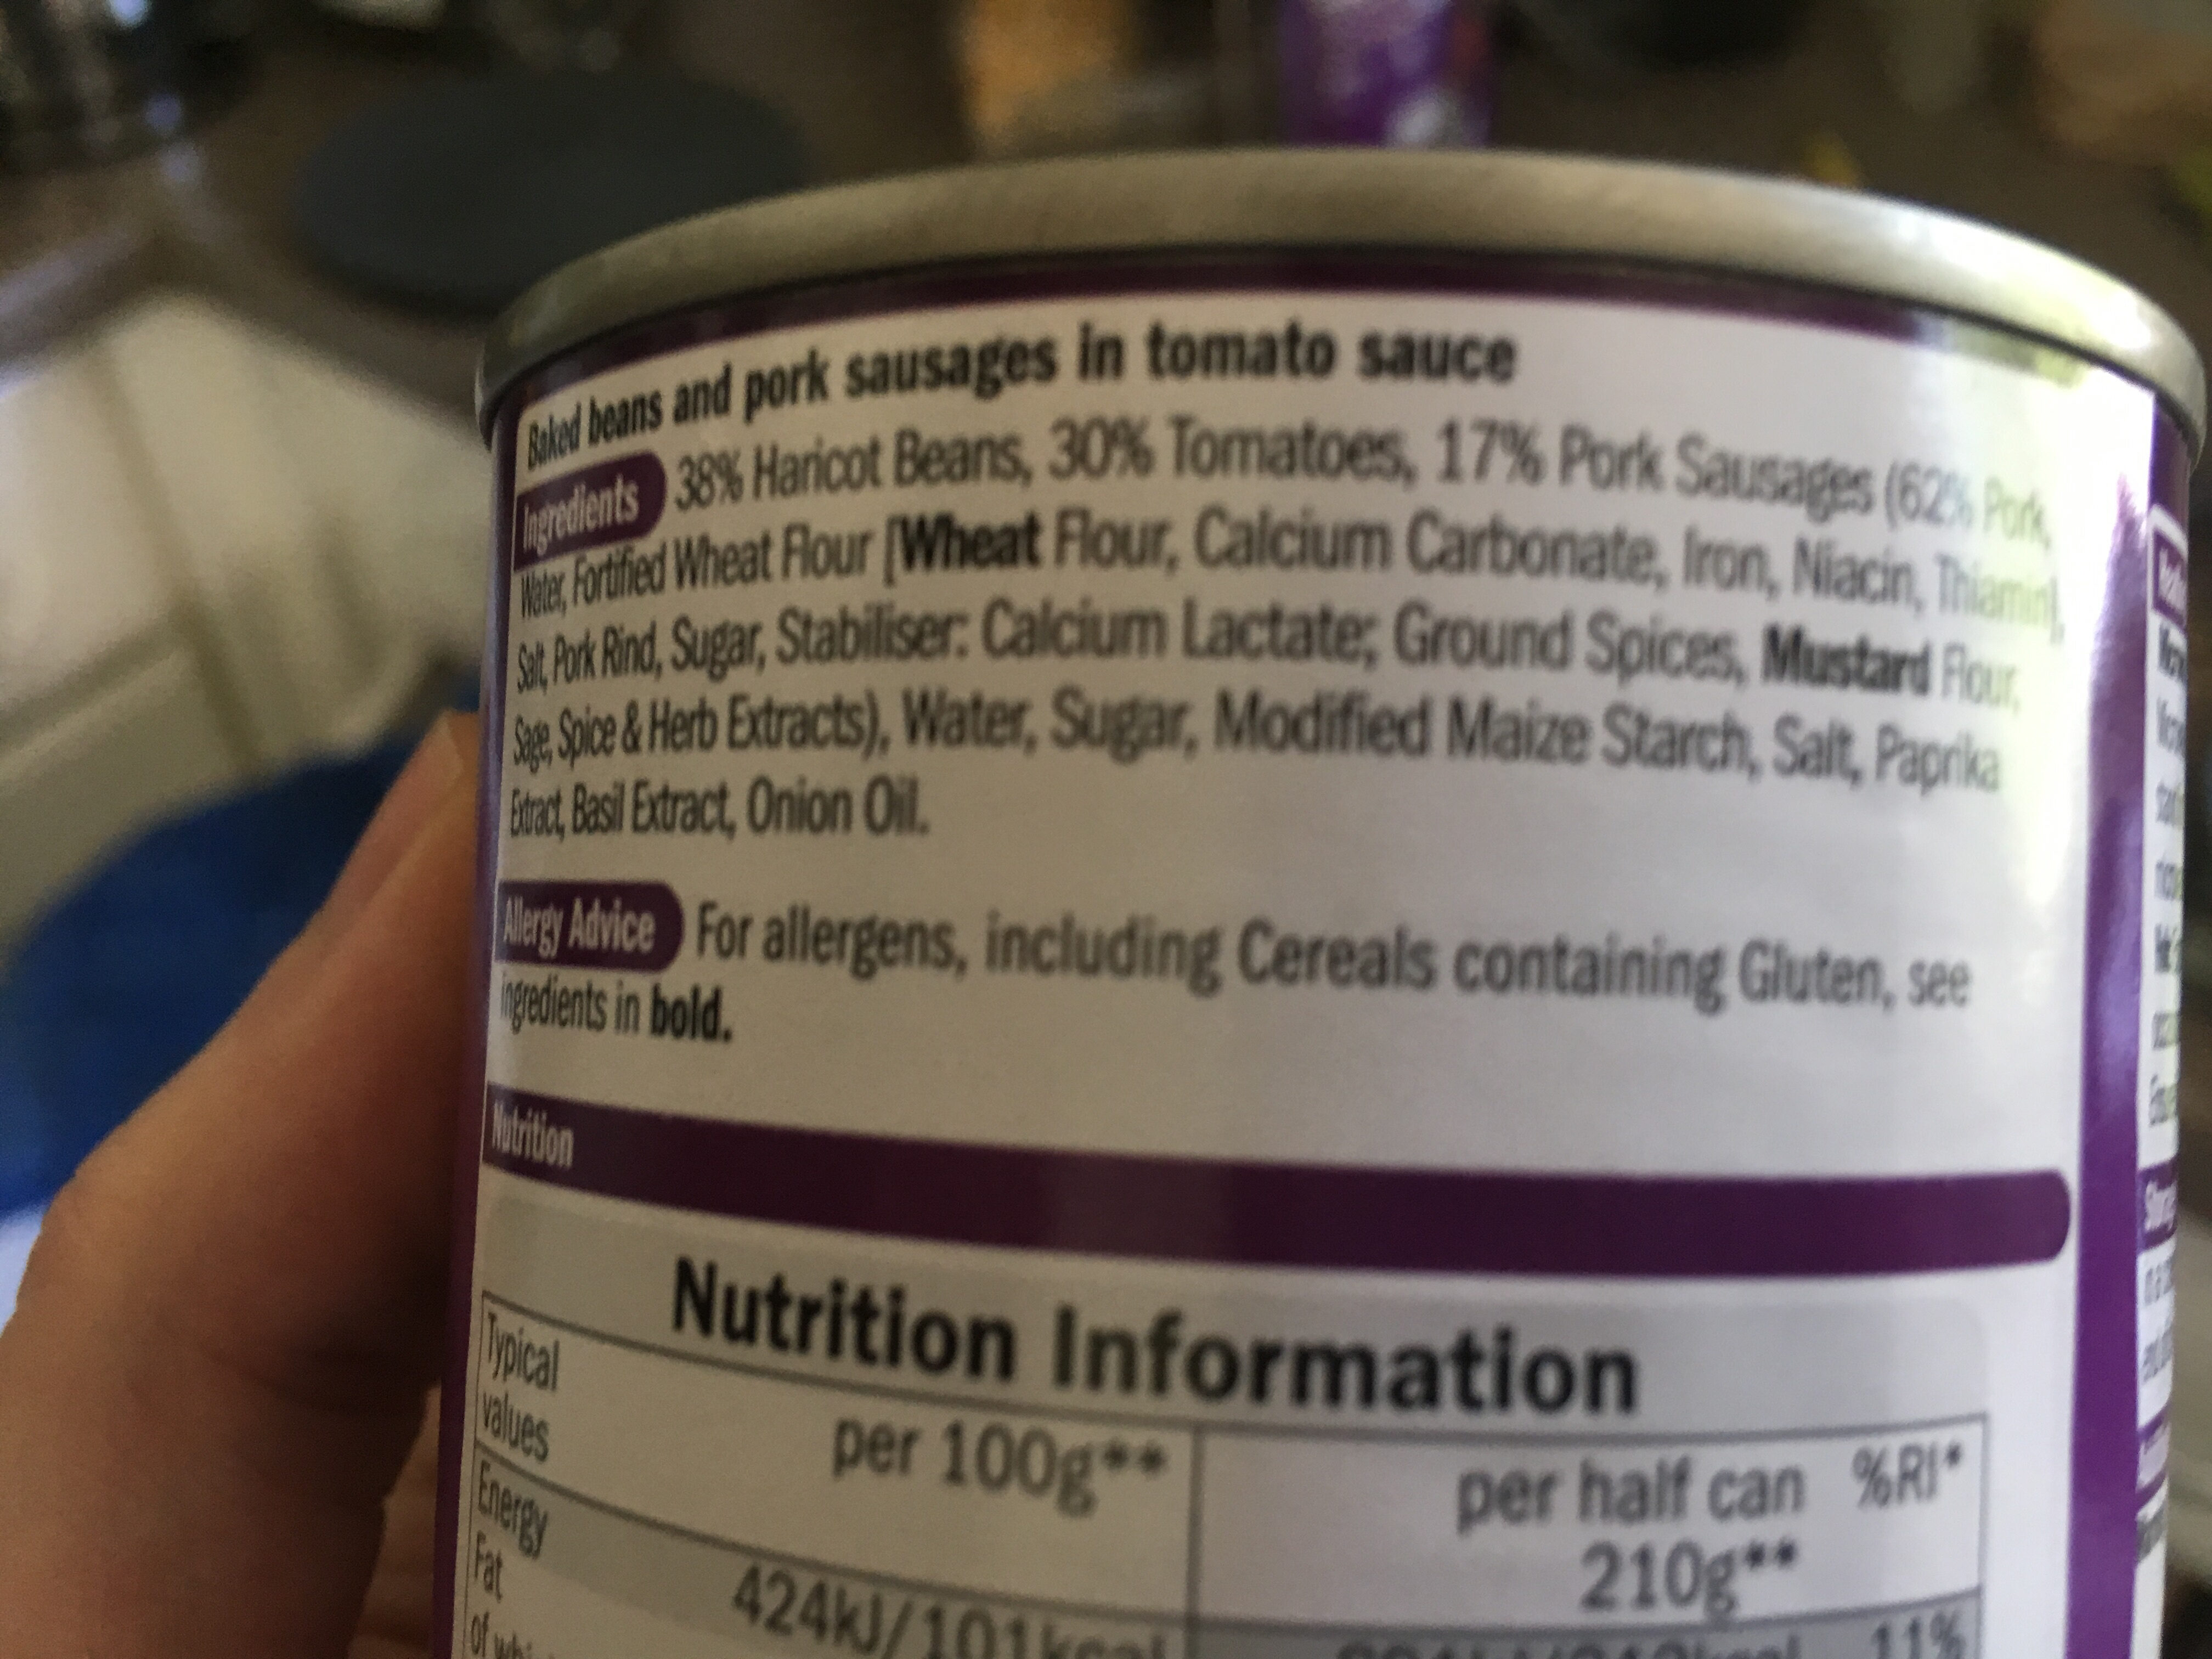 Baked beans and pork sausages in tomato sauce
Ingredients 38% Haricot Beans, 30% Tomatoes, 17% Pork Sausages (62% Pork,
Water, Fortified Wheat Flour [Wheat Flour, Calcium Carbonate, Iron, Niacin, Thiamin],
Salt, Pork Rind, Sugar, Stabiliser: Calcium Lactate; Ground Spices, Mustard Flour,
Sage, Spice & Herb Extracts), Water, Sugar, Modified Maize Starch, Salt, Paprika
Extract, Basil Extract, Onion Oil.
Allergy Advice For allergens, including Cereals containing Gluten, see
ingredients in bold.
Nutrition
Nutrition Information
Typical
values
per 100g**
per half can
210g**
%RI*
Energy
424kJ/101kcal
11%
Fat
of